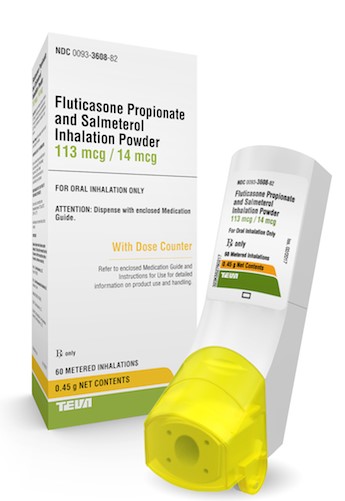 NDC 0093-3608-82
Fluticasone Propionate
and Salmeterol
Inhalation Powder
113 mcg / 14 mcg
FOR ORAL INHALATION ONLY
ATTENTION: Dispense with enclosed Medication
Guide.
With Dose Counter
Refer to enclosed Medication Guide and
Instructions for Use for detailed
information on product use and handling.
℞ only
60 METERED INHALATIONS
0.45 g NET CONTENTS
TEVA
NDC 0093-3608-82
Fluticasone Propionate
and Salmeterol
Inhalation Powder
113 mcg / 14 mcg
For Oral Inhalation Only
℞ only
60 Metered Inhalations
0.45 g Net Contents
TEVA